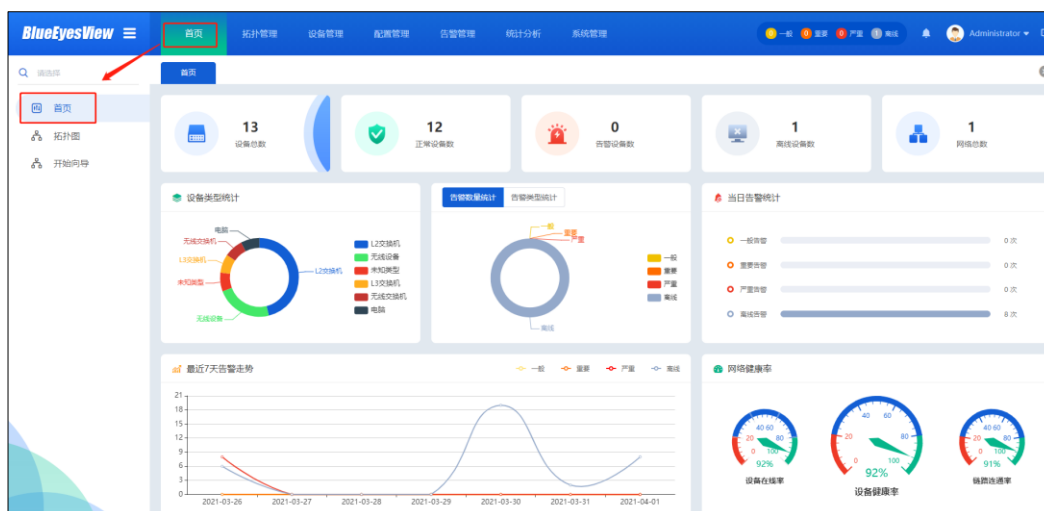 BlueEyesView
首页 拓扑管理 设备管理 配置管理 告警管理 统计分析 系统管理
0 一般 0 重要 0 严重 1 离线
Administrator
请选择
首页
首页
拓扑图
开始向导
13
设备总数
12
正常设备数
0
告警设备数
1
离线设备数
1
网络总数
设备类型统计
电脑
无线交换机
L3交换机
未知类型
无线设备
L2交换机
L2交换机
无线设备
未知类型
L3交换机
无线交换机
电脑
告警数量统计 告警类型统计
一般
重要
严重
离线
一般
重要
严重
离线
当日告警统计
一般告警 0 次
重要告警 0 次
严重告警 0 次
离线告警 8 次
最近7天告警走势
一般 重要 严重 离线
21
18
15
12
9
6
3
0
2021-03-26 2021-03-27 2021-03-28 2021-03-29 2021-03-30 2021-03-31 2021-04-01
网络健康率
0 20 40 60 80 100
92%
设备在线率
0 20 40 60 80 100
92%
设备健康率
0 20 40 60 80 100
91%
链路连通率